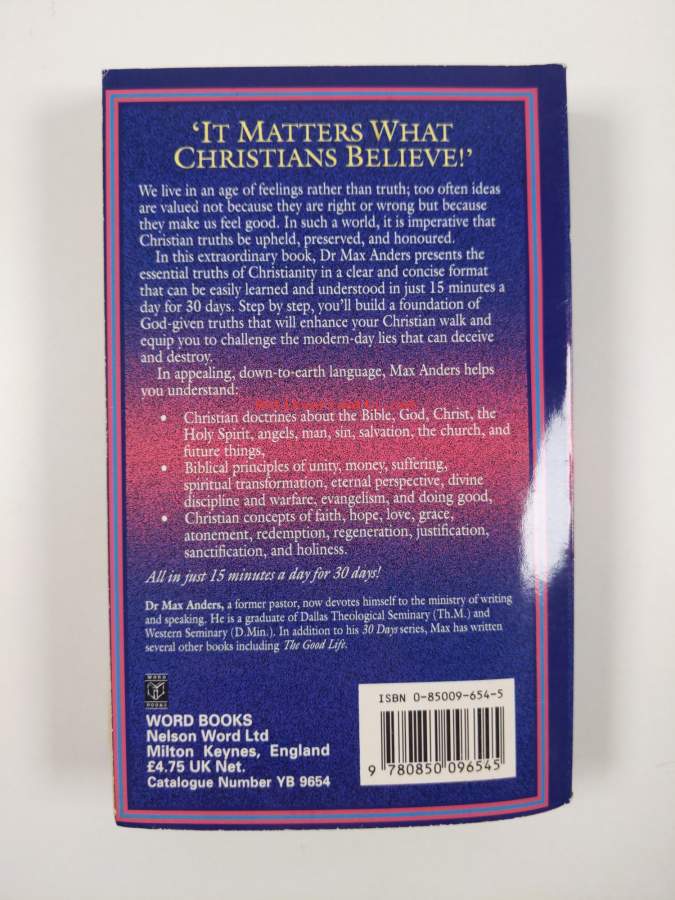 ‘IT MATTERS WHAT
CHRISTIANS BELIEVE!’
We live in an age of feelings rather than truth; too often ideas
are valued not because they are right or wrong but because
they make us feel good. In such a world, it is imperative that
Christian truths be upheld, preserved, and honoured.
In this extraordinary book, Dr Max Anders presents the
essential truths of Christianity in a clear and concise format
that can be easily learned and understood in just 15 minutes a
day for 30 days. Step by step, you’ll build a foundation of
God-given truths that will enhance your Christian walk and
equip you to challenge the modern-day lies that can deceive
and destroy.
In appealing, down-to-earth language, Max Anders helps
you understand:
• Christian doctrines about the Bible, God, Christ, the
Holy Spirit, angels, man, sin, salvation, the church, and
future things,
• Biblical principles of unity, money, suffering,
spiritual transformation, eternal perspective, divine
discipline and warfare, evangelism, and doing good,
• Christian concepts of faith, hope, love, grace,
atonement, redemption, regeneration, justification,
sanctification, and holiness.
All in just 15 minutes a day for 30 days!
Dr Max Anders, a former pastor, now devotes himself to the ministry of writing
and speaking. He is a graduate of Dallas Theological Seminary (Th.M.) and
Western Seminary (D.Min.). In addition to his 30 Days series, Max has written
several other books including The Good Life.
WORD
BOOKS
WORD BOOKS
Nelson Word Ltd
Milton Keynes, England
£4.75 UK Net.
Catalogue Number YB 9654
ISBN 0-85009-654-5
9 780850 096545